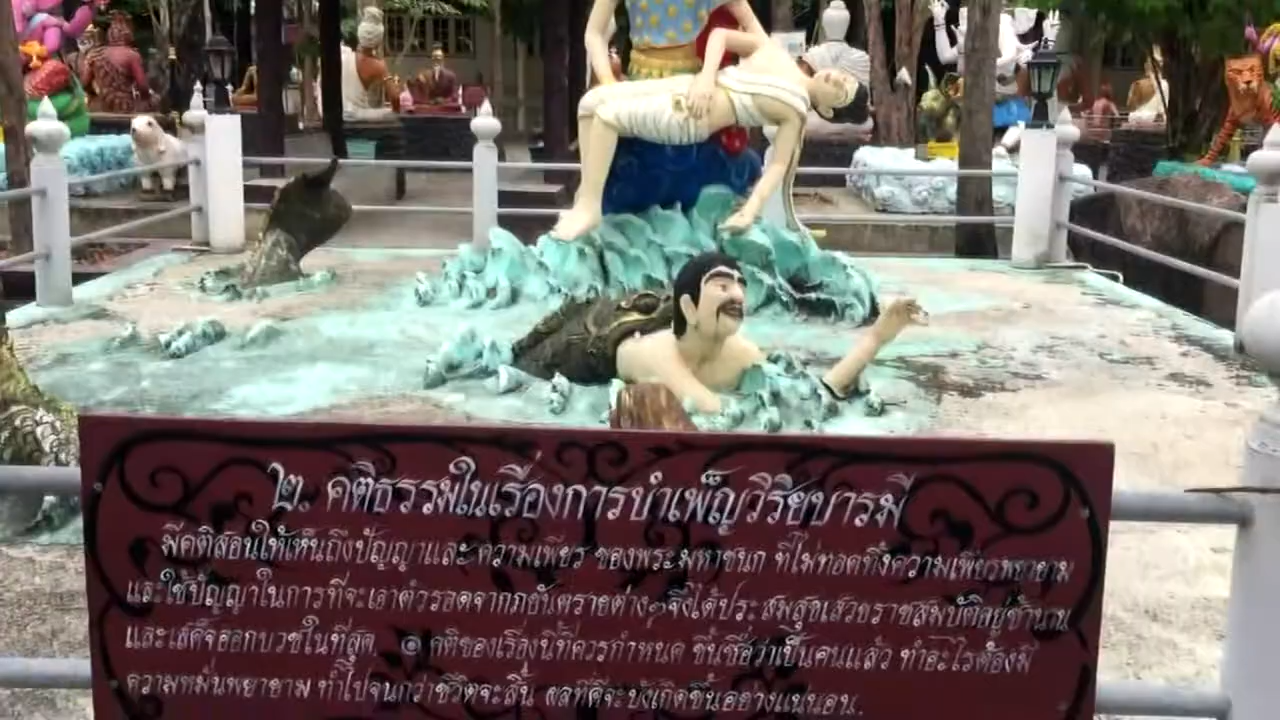 ๒. คติธรรมในเรื่องการบำเพ็ญวิริยบารมี
มีคติสอนให้เห็นถึงปัญญาและความเพียร ของพระมหาชนก ที่ไม่ทอดทิ้งความเพียรพยายาม
และใช้ปัญญาในการที่จะเอาตัวรอดจากภยันตรายต่างๆจึงได้ประสบสุขเสวยราชสมบัติอยู่ช้านาน
และเสด็จออกบวชในที่สุด ๏ คติของเรื่องนี้ที่ควรกำหนด ขึ้นชื่อว่าเป็นคนแล้ว ทำอะไรต้องมี
ความหมั่นพยายาม ทำไปจนกว่าชีวิตจะสิ้น ผลที่ดีจะบังเกิดขึ้นอย่างแน่นอน.